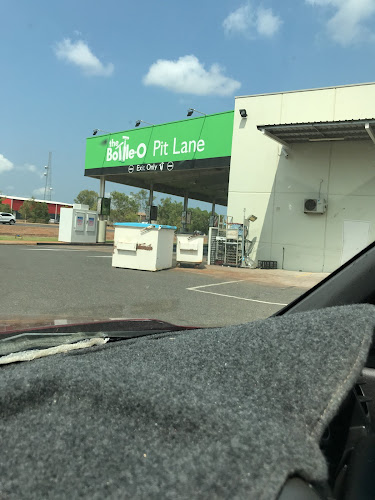 the
Bottle-O Pit Lane
Exit Only